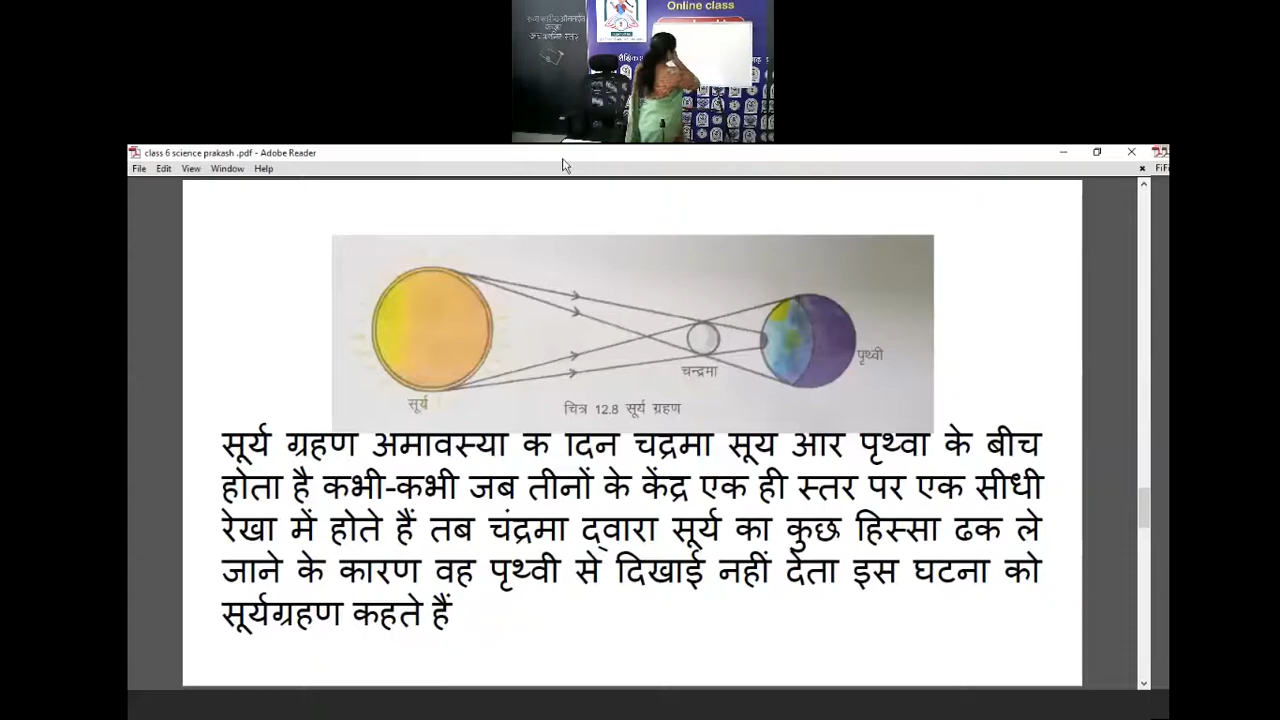 Online class
class 6 science prakash .pdf - Adobe Reader
File Edit View Window Help
सूर्य
चन्द्रमा
पृथ्वी
चित्र 12.8 सूर्य ग्रहण
सूर्य ग्रहण अमावस्या के दिन चंद्रमा सूर्य और पृथ्वी के बीच
होता है कभी-कभी जब तीनों के केंद्र एक ही स्तर पर एक सीधी
रेखा में होते हैं तब चंद्रमा द्वारा सूर्य का कुछ हिस्सा ढक ले
जाने के कारण वह पृथ्वी से दिखाई नहीं देता इस घटना को
सूर्यग्रहण कहते हैं